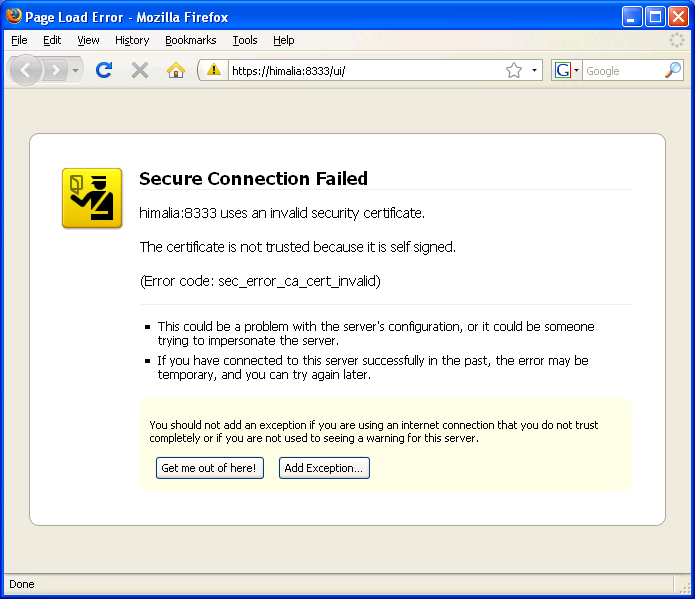 Page Load Error - Mozilla Firefox
File Edit View History Bookmarks Tools Help
https://himalia:8333/ui/ G Google
Secure Connection Failed
himalia:8333 uses an invalid security certificate.
The certificate is not trusted because it is self signed.
(Error code: sec_error_ca_cert_invalid)
This could be a problem with the server's configuration, or it could be someone
trying to impersonate the server.
If you have connected to this server successfully in the past, the error may be
temporary, and you can try again later.
You should not add an exception if you are using an internet connection that you do not trust
completely or if you are not used to seeing a warning for this server.
Get me out of here! Add Exception...
Done